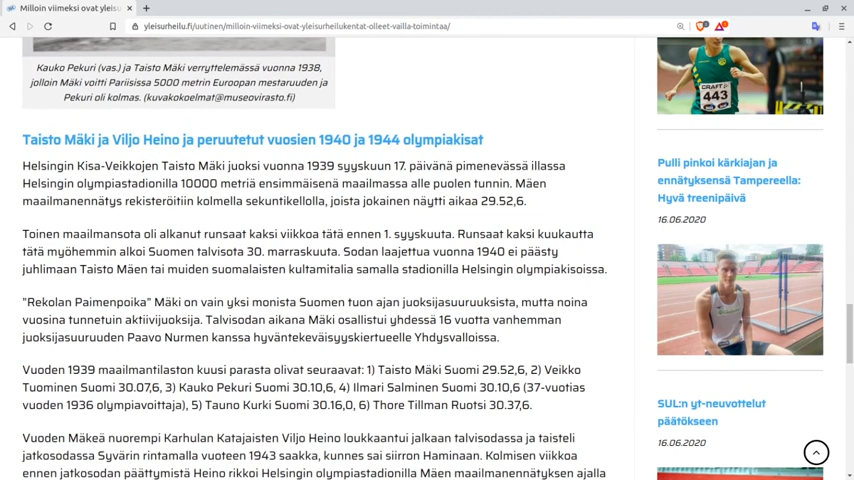 Milloin viimeksi ovat yleisu
yleisurheilu.fi/uutinen/milloin-viimeksi-ovat-yleisurheilukentat-olleet-vailla-toimintaa/
Kauko Pekuri (vas.) ja Taisto Mäki verryttelemässä vuonna 1938,
jolloin Mäki voitti Pariisissa 5000 metrin Euroopan mestaruuden ja
Pekuri oli kolmas. (kuvakokoelmat@museovirasto.fi)
Taisto Mäki ja Viljo Heino ja peruutetut vuosien 1940 ja 1944 olympiakisat
Helsingin Kisa-Veikkojen Taisto Mäki juoksi vuonna 1939 syyskuun 17. päivänä pimenevässä illassa
Helsingin olympiastadionilla 10000 metriä ensimmäisenä maailmassa alle puolen tunnin. Mäen
maailmanennätys rekisteröitiin kolmella sekuntikellolla, joista jokainen näytti aikaa 29.52,6.
Toinen maailmansota oli alkanut runsaat kaksi viikkoa tätä ennen 1. syyskuuta. Runsaat kaksi kuukautta
tätä myöhemmin alkoi Suomen talvisota 30. marraskuuta. Sodan laajettua vuonna 1940 ei päästy
juhlimaan Taisto Mäen tai muiden suomalaisten kultamitalia samalla stadionilla Helsingin olympiakisoissa.
"Rekolan Paimenpoika" Mäki on vain yksi monista Suomen tuon ajan juoksijasuuruuksista, mutta noina
vuosina tunnetuin aktiivijuoksija. Talvisodan aikana Mäki osallistui yhdessä 16 vuotta vanhemman
juoksijasuuruuden Paavo Nurmen kanssa hyväntekeväisyyskiertueelle Yhdysvalloissa.
Vuoden 1939 maailmantilaston kuusi parasta olivat seuraavat: 1) Taisto Mäki Suomi 29.52,6, 2) Veikko
Tuominen Suomi 30.07,6, 3) Kauko Pekuri Suomi 30.10,6, 4) Ilmari Salminen Suomi 30.10,6 (37-vuotias
vuoden 1936 olympiavoittaja), 5) Tauno Kurki Suomi 30.16,0, 6) Thore Tillman Ruotsi 30.37,6.
Vuoden Mäkeä nuorempi Karhulan Katajaisten Viljo Heino loukkaantui jalkaan talvisodassa ja taisteli
jatkosodassa Syvärin rintamalla vuoteen 1943 saakka, kunnes sai siirron Haminaan. Kolmisen viikkoa
ennen jatkosodan päättymistä Heino rikkoi Helsingin olympiastadionilla Mäen maailmanennätyksen ajalla
CRAFT
443
Pulli pinkoi kärkiajan ja
ennätyksensä Tampereella:
Hyvä treenipäivä
16.06.2020
SUL:n yt-neuvottelut
päätökseen
16.06.2020